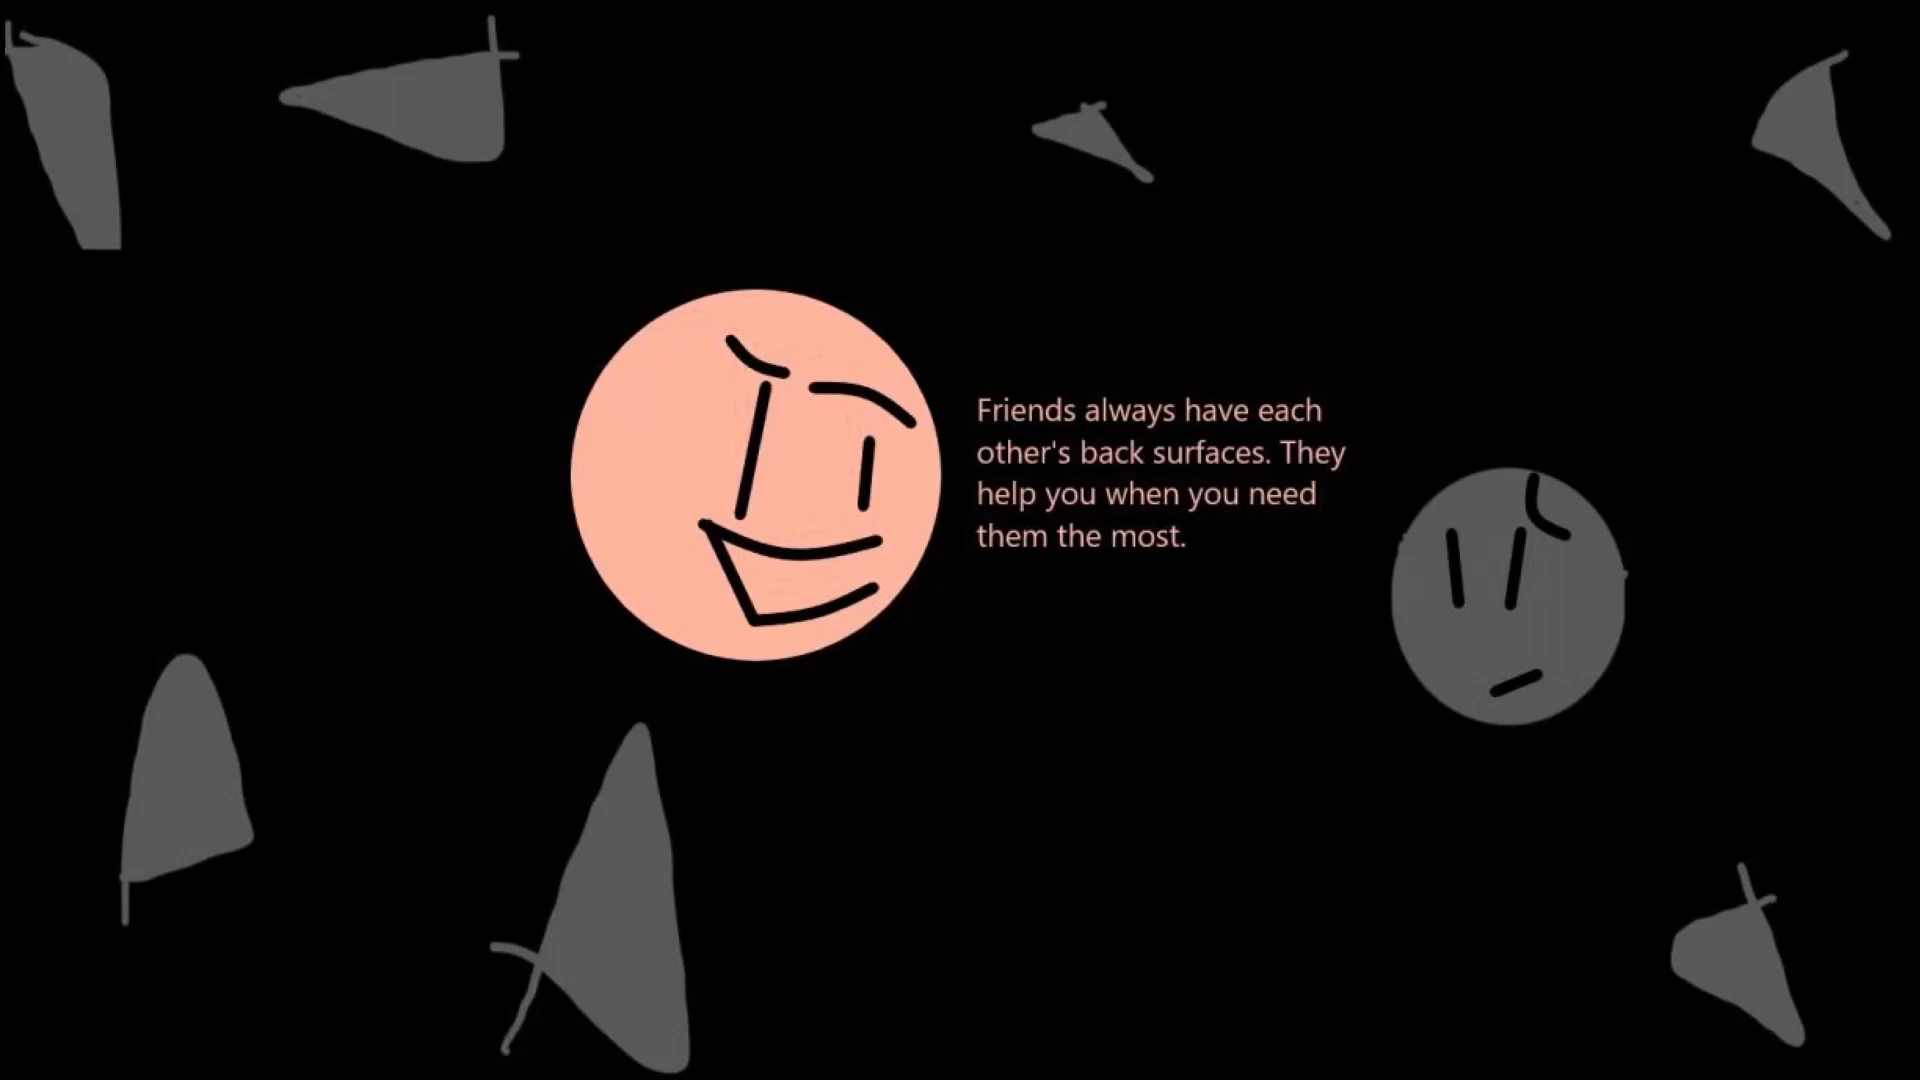 Friends always have each
other's back surfaces. They
help you when you need
them the most.